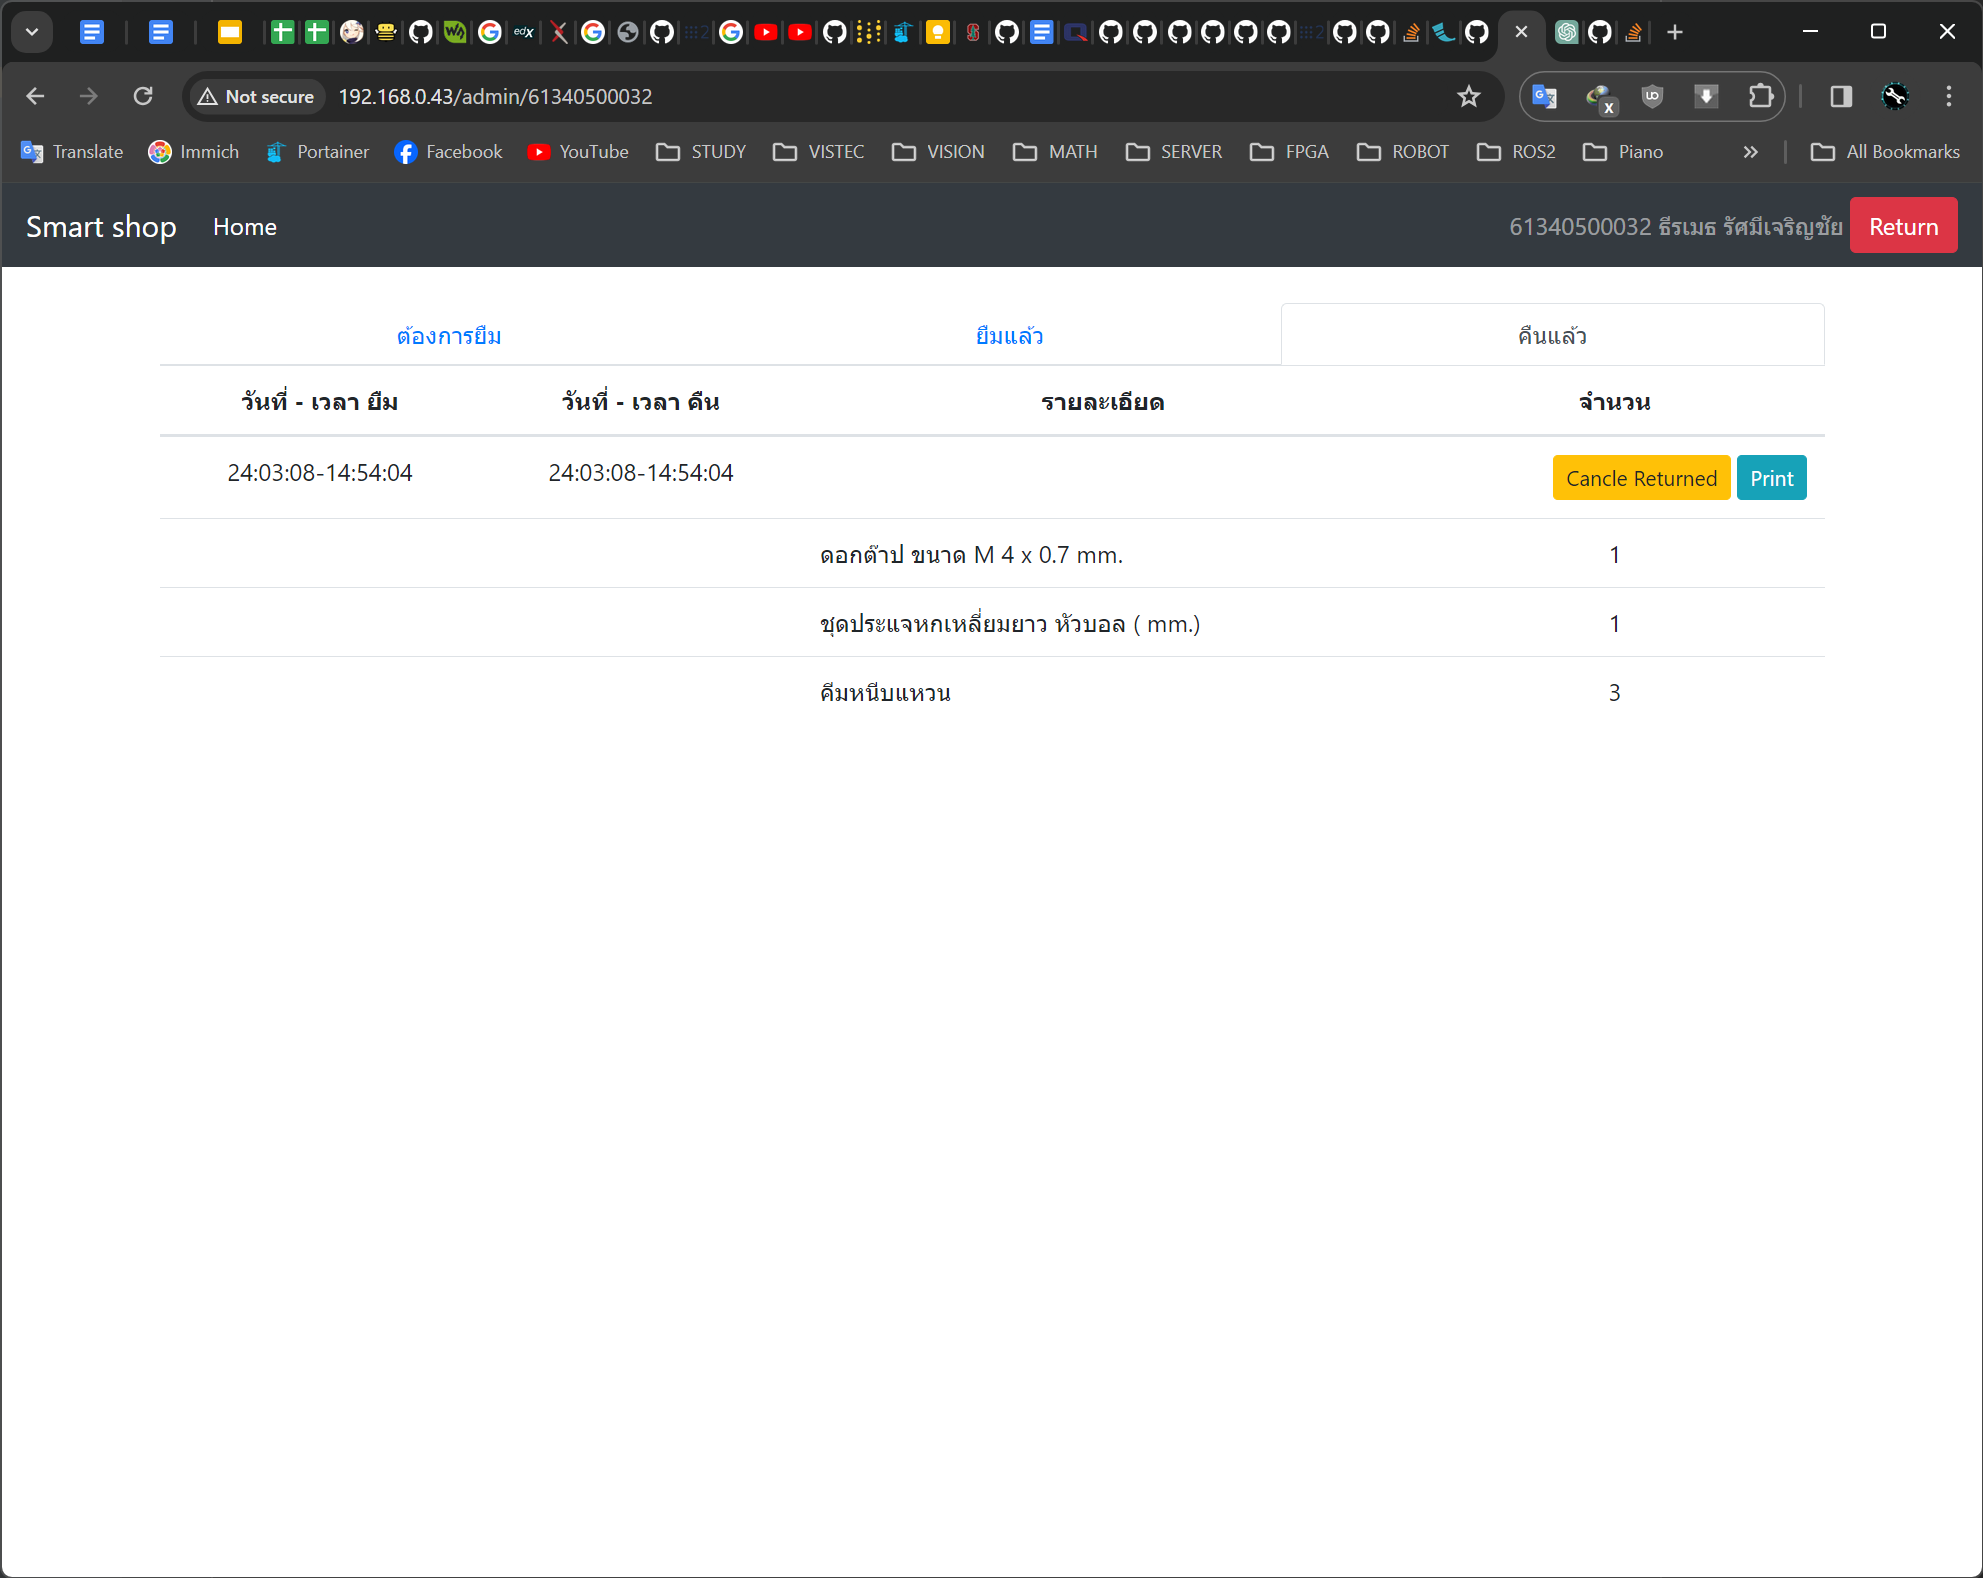 edX
Not secure 192.168.0.43/admin/61340500032
Translate Immich Portainer Facebook YouTube STUDY VISTEC VISION MATH SERVER FPGA ROBOT ROS2 Piano All Bookmarks
Smart shop Home 61340500032 ธีรเมธ รัศมีเจริญชัย Return
ต้องการยืม ยืมแล้ว คืนแล้ว
วันที่ - เวลา ยืม วันที่ - เวลา คืน รายละเอียด จำนวน
24:03:08-14:54:04 24:03:08-14:54:04 Cancle Returned Print
ดอกต๊าป ขนาด M 4 x 0.7 mm. 1
ชุดประแจหกเหลี่ยมยาว หัวบอล ( mm.) 1
คีมหนีบแหวน 3